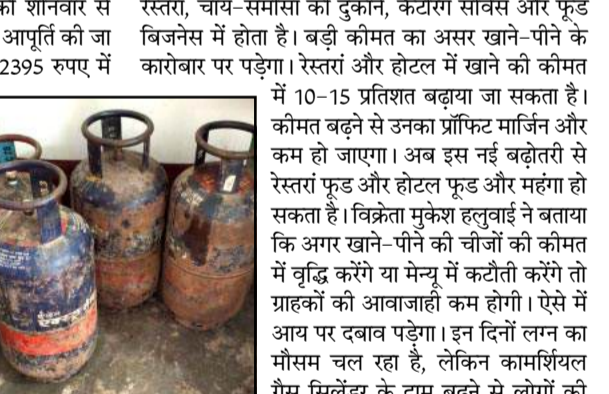 को शनिवार से
आपूर्ति की जा
2395 रुपए में
रेस्तरां, चाय-समोसा की दुकान, कैटरिंग सर्विस और फूड
बिजनेस में होता है। बड़ी कीमत का असर खाने-पीने के
कारोबार पर पड़ेगा। रेस्तरां और होटल में खाने की कीमत
में 10-15 प्रतिशत बढ़ाया जा सकता है।
कीमत बढ़ने से उनका प्रॉफिट मार्जिन और
कम हो जाएगा। अब इस नई बढ़ोतरी से
रेस्तरां फूड और होटल फूड और महंगा हो
सकता है। विक्रेता मुकेश हलुवाई ने बताया
कि अगर खाने-पीने की चीजों की कीमत
में वृद्धि करेंगे या मेन्यू में कटौती करेंगे तो
ग्राहकों की आवाजाही कम होगी। ऐसे में
आय पर दबाव पड़ेगा। इन दिनों लग्न का
मौसम चल रहा है, लेकिन कामर्शियल
गैस सिलेंडर के दाम बढ़ने से लोगों की